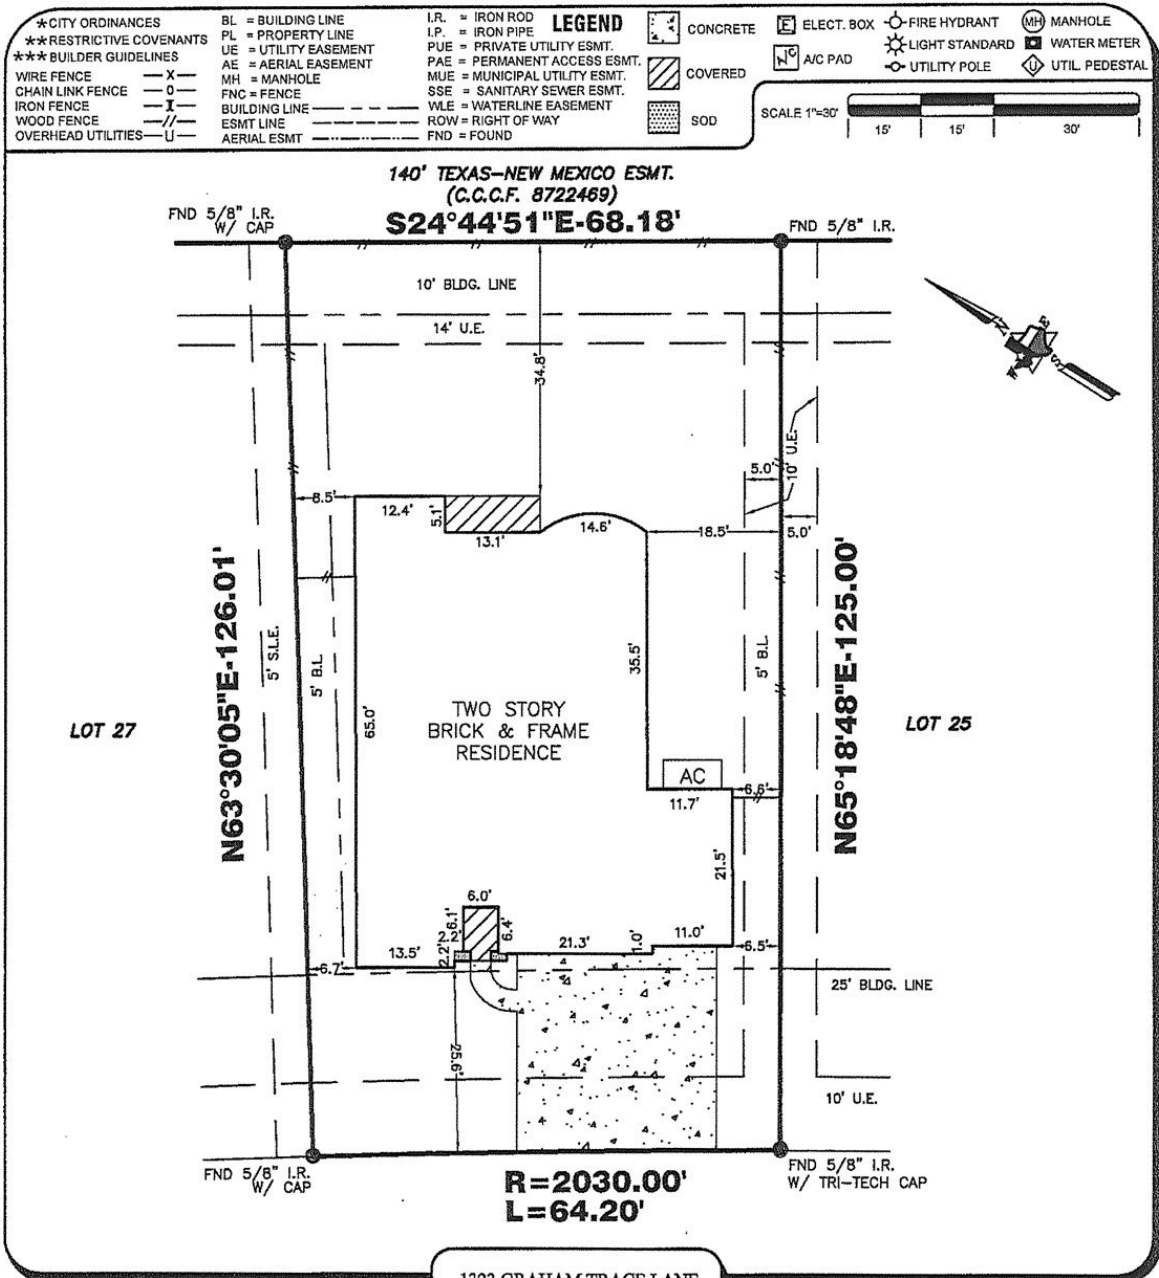 *CITY ORDINANCES
**RESTRICTIVE COVENANTS
***BUILDER GUIDELINES
WIRE FENCE —X—
CHAIN LINK FENCE —O—
IRON FENCE —I—
WOOD FENCE —//—
OVERHEAD UTILITIES —U—
BL = BUILDING LINE
PL = PROPERTY LINE
UE = UTILITY EASEMENT
AE = AERIAL EASEMENT
MH = MANHOLE
FNC = FENCE
BUILDING LINE
ESMT LINE
AERIAL ESMT
I.R. = IRON ROD
I.P. = IRON PIPE
PUE = PRIVATE UTILITY ESMT.
PAE = PERMANENT ACCESS ESMT.
MUE = MUNICIPAL UTILITY ESMT.
SSE = SANITARY SEWER ESMT.
WLE = WATERLINE EASEMENT
ROW = RIGHT OF WAY
FND = FOUND
LEGEND
CONCRETE
COVERED
SOD
E ELECT. BOX
A/C A/C PAD
FIRE HYDRANT
LIGHT STANDARD
UTILITY POLE
MH MANHOLE
WATER METER
U UTIL. PEDESTAL
SCALE 1"=30'
15' 15' 30'
140' TEXAS-NEW MEXICO ESMT.
(C.C.C.F. 8722469)
S24°44'51"E-68.18'
FND 5/8" I.R.
W/ CAP
FND 5/8" I.R.
10' BLDG. LINE
14' U.E.
34.8'
N
E
S
W
10' U.E.
5.0'
8.5'
12.4'
5.1'
13.1'
14.6'
18.5'
5.0'
N63°30'05"E-126.01'
5' S.L.E.
5' B.L
65.0'
35.5'
5' B.L.
N65°18'48"E-125.00'
LOT 27
TWO STORY
BRICK & FRAME
RESIDENCE
LOT 25
AC
11.7'
6.6'
21.5'
6.0'
6.1'
6.4'
2.2'
2.2'
13.5'
21.3'
1.0'
11.0'
6.5'
6.7'
25' BLDG. LINE
25.6'
10' U.E.
FND 5/8" I.R.
W/ CAP
FND 5/8" I.R.
W/ TRI-TECH CAP
R=2030.00'
L=64.20'
GRAHAM TRACE LANE